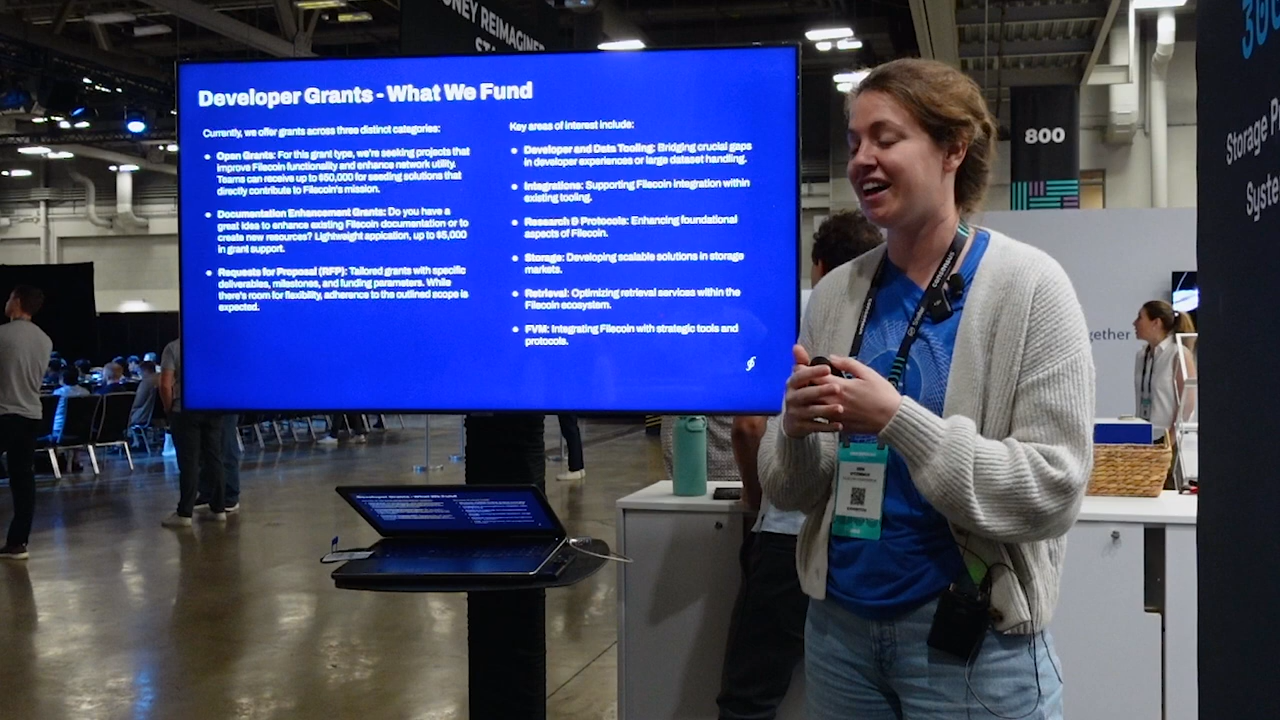 ONEY REIMAGINE
Developer Grants - What We Fund
Currently, we offer grants across three distinct categories:
Open Grants: For this grant type, we're seeking projects that
improve Filecoin functionality and enhance network utility.
Teams can receive up to $50,000 for seeding solutions that
directly contribute to Filecoin's mission.
Documentation Enhancement Grants: Do you have a
great idea to enhance existing Filecoin documentation or to
create new resources? Lightweight application, up to $5,000
in grant support.
Requests for Proposal (RFP): Tailored grants with specific
deliverables, milestones, and funding parameters. While
there's room for flexibility, adherence to the outlined scope is
expected.
Key areas of interest include:
Developer and Data Tooling: Bridging crucial gaps
in developer experiences or large dataset handling.
Integrations: Supporting Filecoin integration within
existing tooling.
Research & Protocols: Enhancing foundational
aspects of Filecoin.
Storage: Developing scalable solutions in storage
markets.
Retrieval: Optimizing retrieval services within the
Filecoin ecosystem.
FVM: Integrating Filecoin with strategic tools and
protocols.
800
Storage P
Syste
gether
consensus
Developer Grants - What We Fund